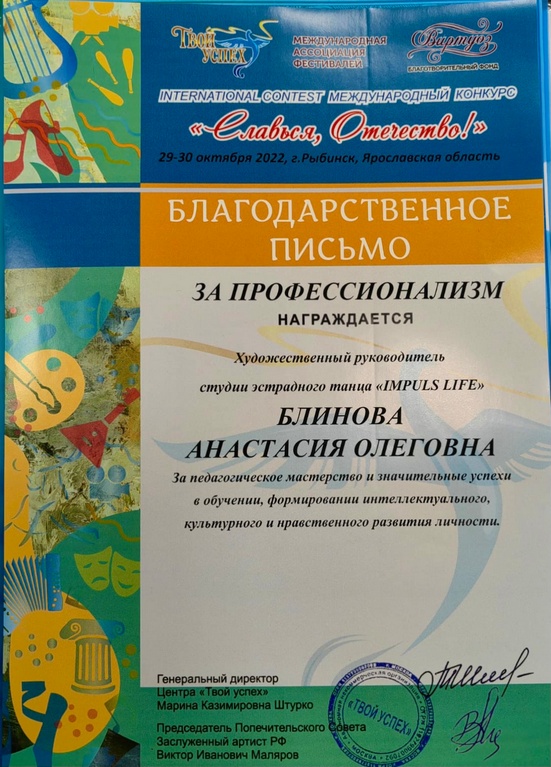 ТВОЙ УСПЕХ
МЕЖДУНАРОДНАЯ АССОЦИАЦИЯ ФЕСТИВАЛЕЙ
Вартдаз
БЛАГОТВОРИТЕЛЬНЫЙ ФОНД
INTERNATIONAL CONTEST МЕЖДУНАРОДНЫЙ КОНКУРС
«Славься, Отечество!»
29-30 октября 2022, г.Рыбинск, Ярославская область
БЛАГОДАРСТВЕННОЕ
ПИСЬМО
ЗА ПРОФЕССИОНАЛИЗМ
НАГРАЖДАЕТСЯ
Художественный руководитель
студии эстрадного танца «IMPULS LIFE»
БЛИНОВА
АНАСТАСИЯ ОЛЕГОВНА
За педагогическое мастерство и значительные успехи
в обучении, формировании интеллектуального,
культурного и нравственного развития личности.
Генеральный директор
Центра «Твой успех»
Марина Казимировна Штурко
Председатель Попечительского Совета
Заслуженный артист РФ
Виктор Иванович Маляров
«ТВОЙ УСПЕХ»
МОСКВА